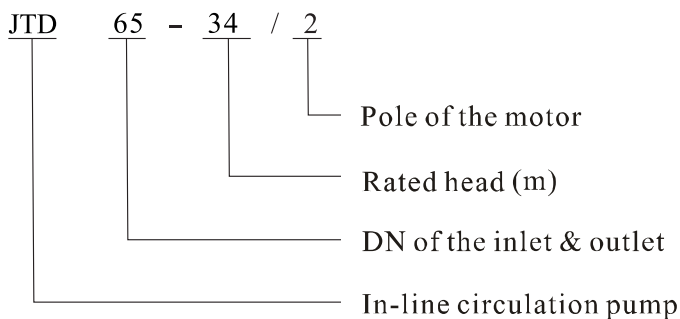 JTD 65 - 34 / 2
Pole of the motor
Rated head (m)
DN of the inlet & outlet
In-line circulation pump